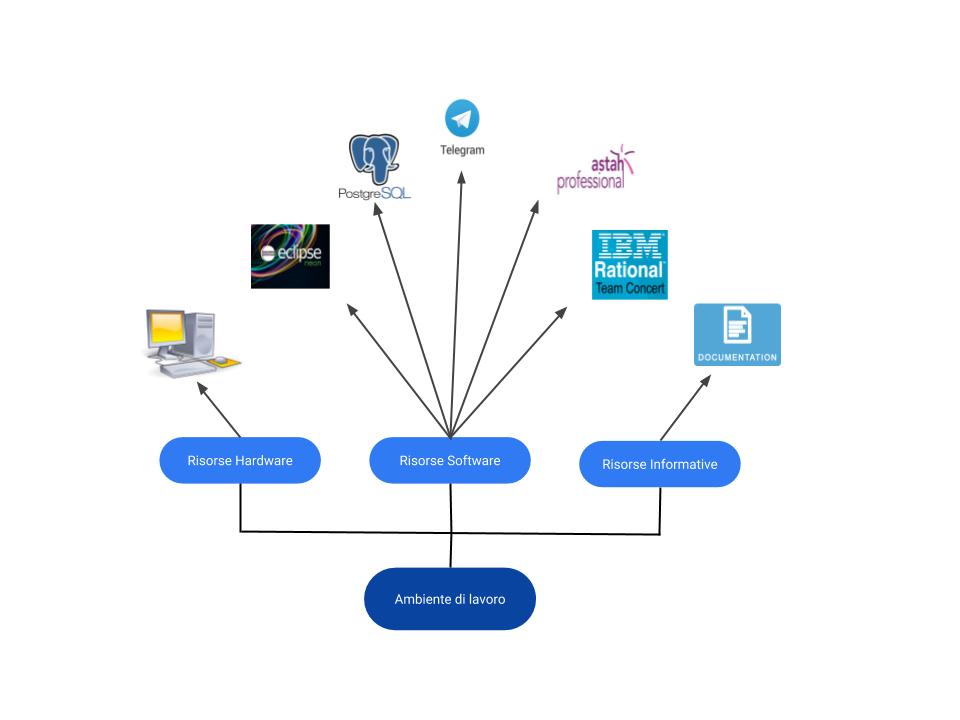 Telegram
PostgreSQL
astah
professional
eclipse
neon
IBM
Rational
Team Concert
DOCUMENTATION
Risorse Hardware
Risorse Software
Risorse Informative
Ambiente di lavoro